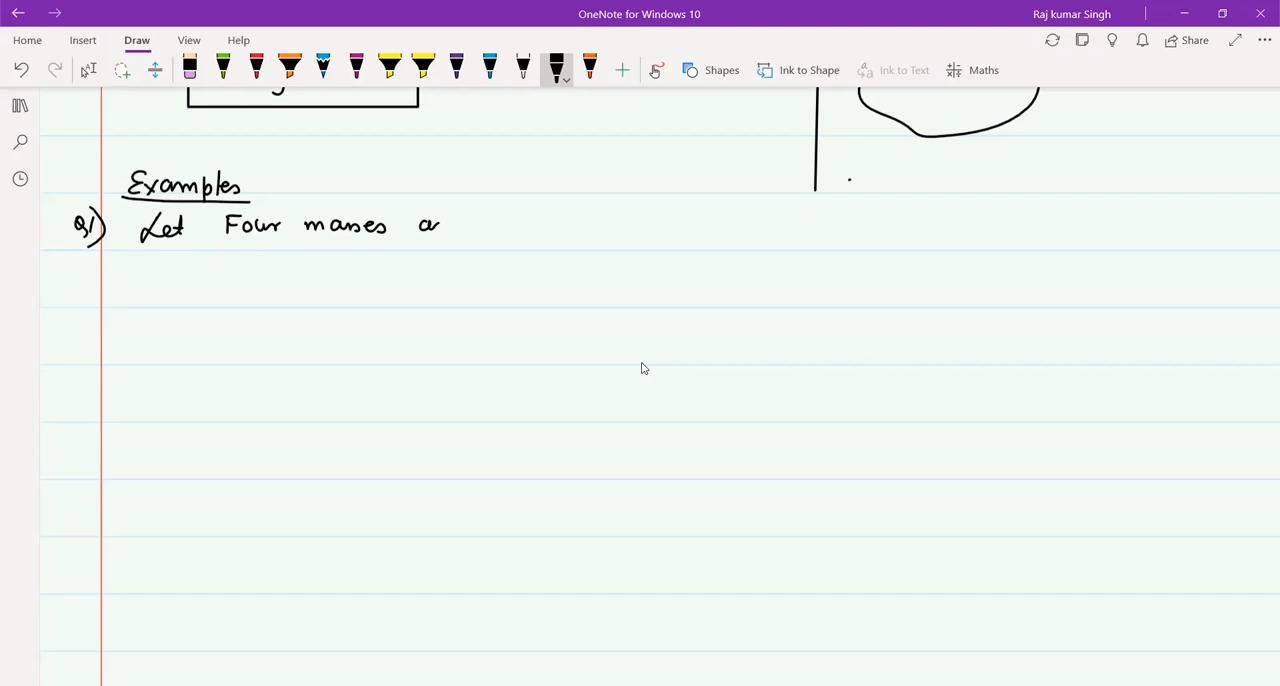 OneNote for Windows 10
Raj kumar Singh
Home Insert Draw View Help
Share
Shapes Ink to Shape Ink to Text Maths
Examples
Q1) Let Four masses a